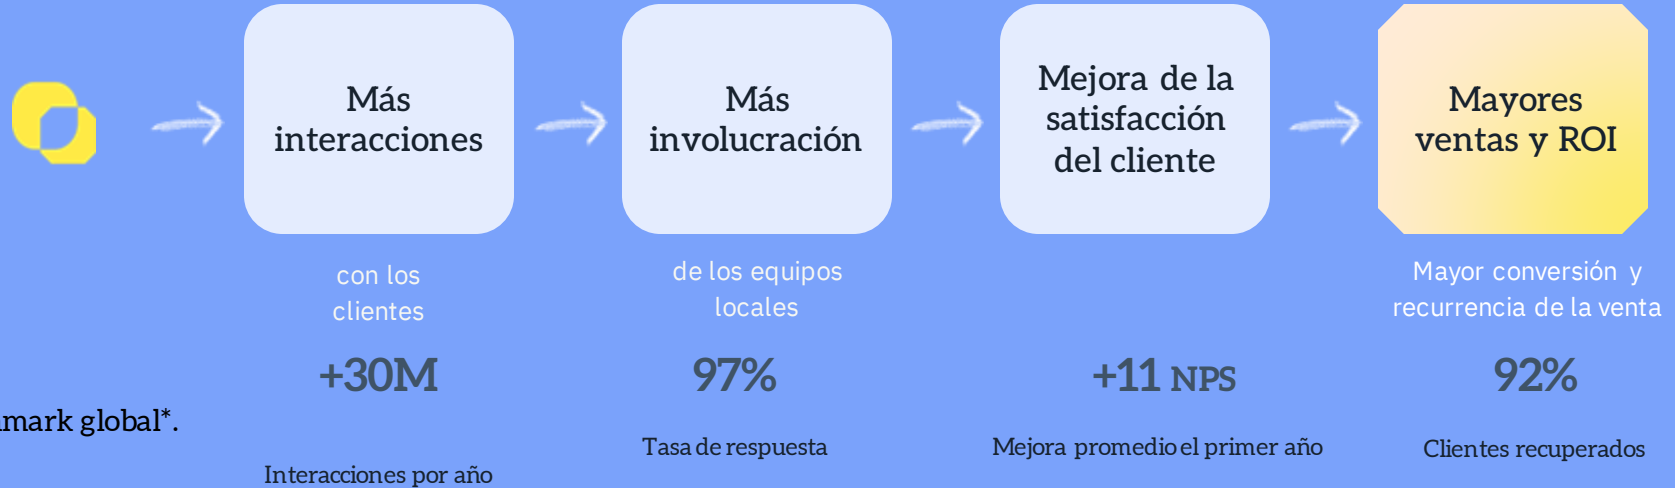 Más
interacciones
Más
involucración
Mejora de la
satisfacción
del cliente
Mayores
ventas y ROI
con los
clientes
de los equipos
locales
Mayor conversión y
recurrencia de la venta
+30M
97%
+11 NPS
92%
global*.
Interacciones por año
Tasa de respuesta
Mejora promedio el primer año
Clientes recuperados